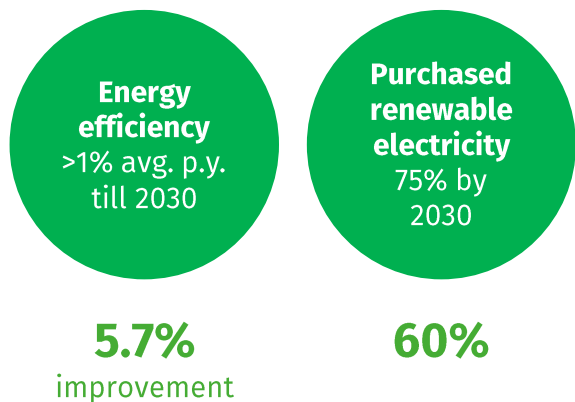 Energy
efficiency
>1% avg. p.y.
till 2030
Purchased
renewable
electricity
75% by
2030
5.7%
improvement
60%